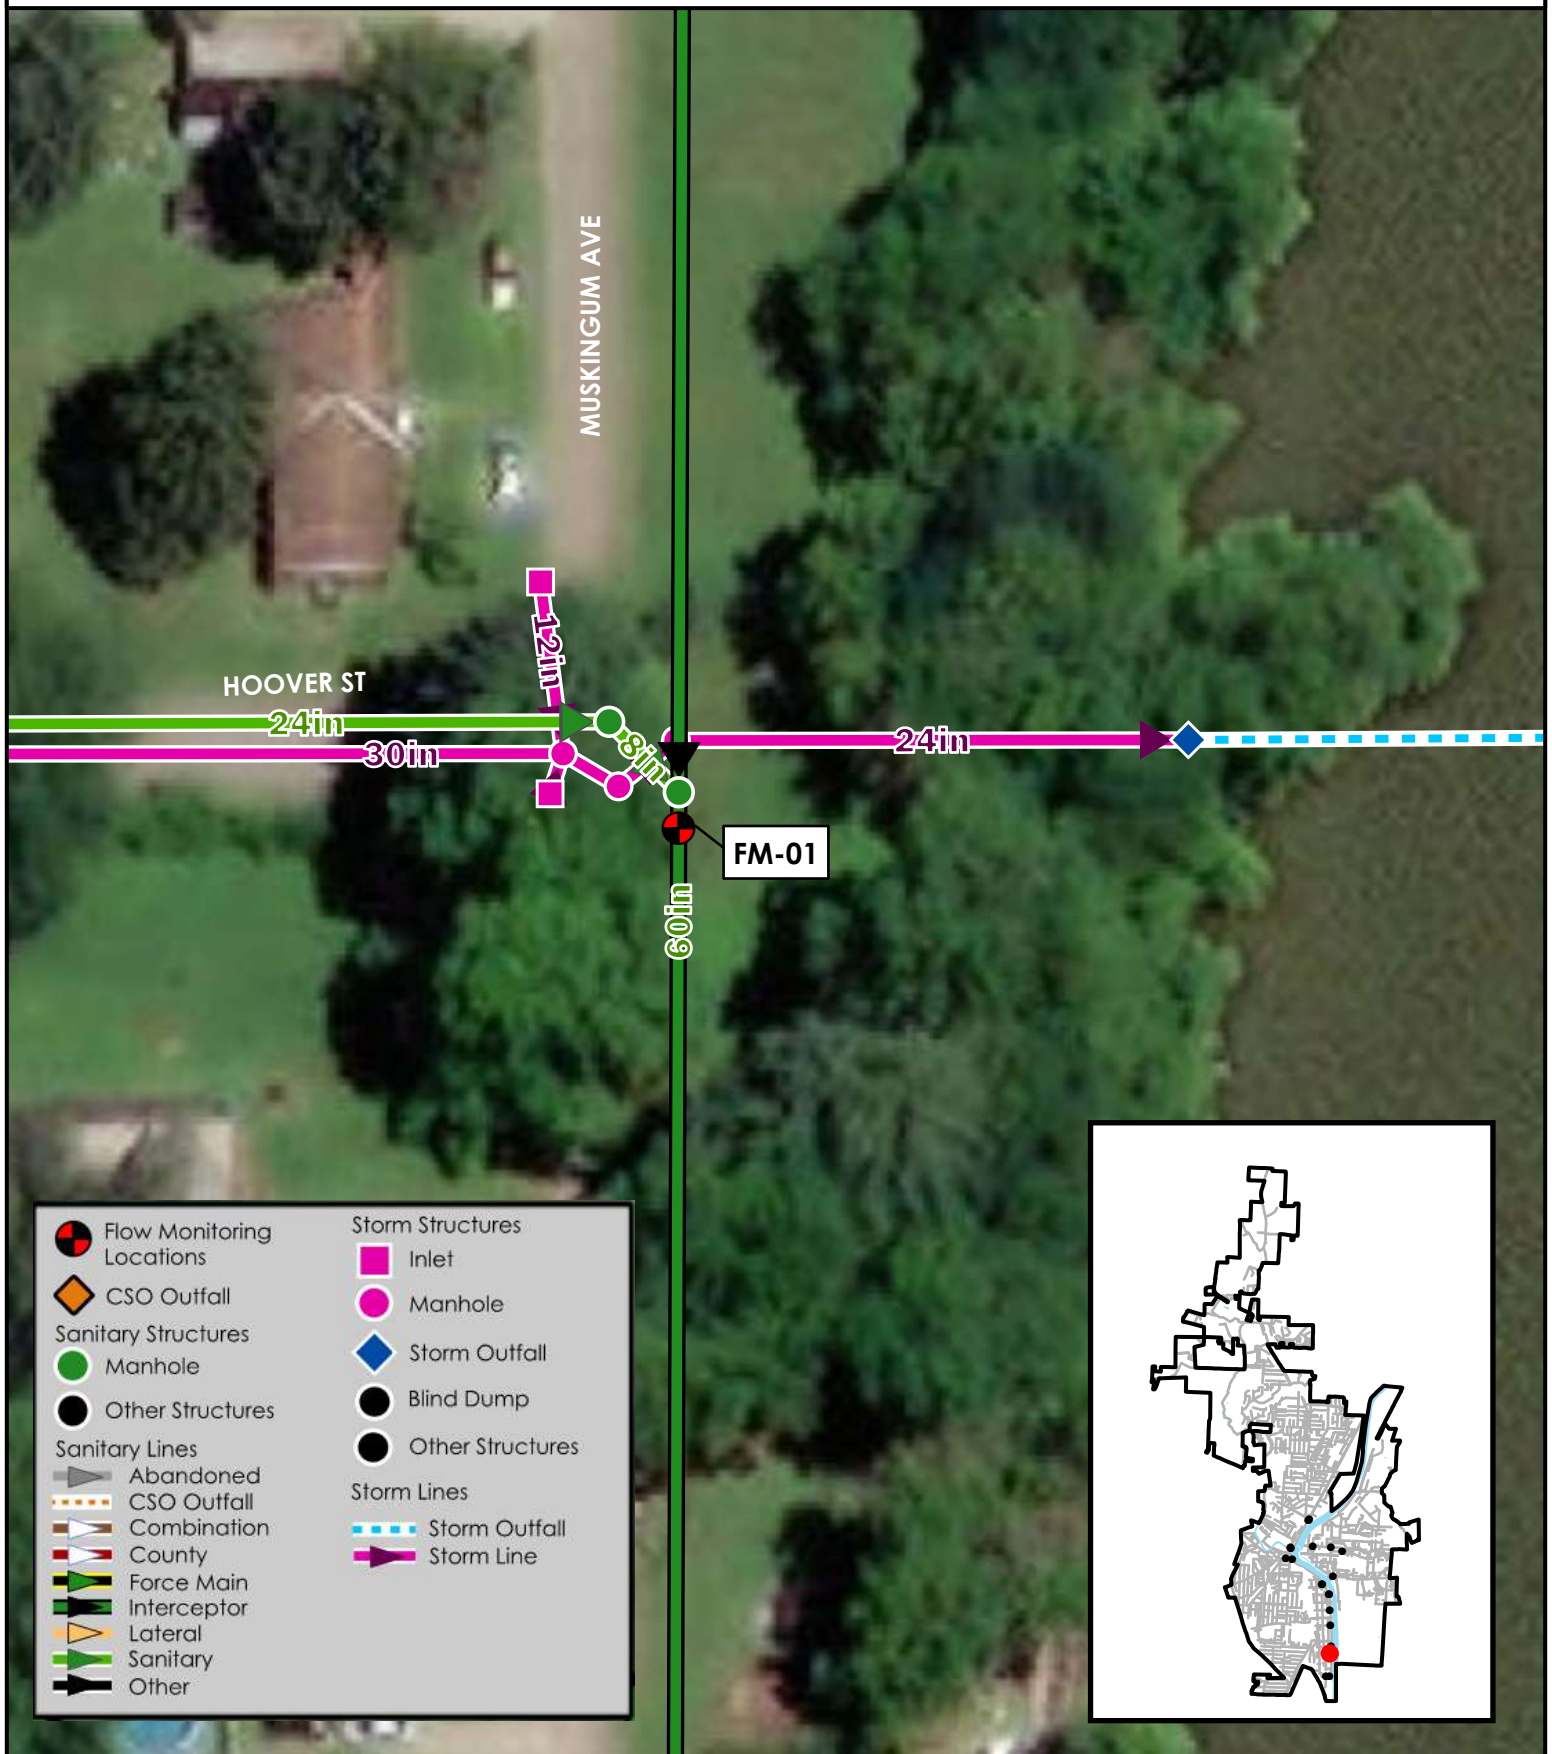 MUSKINGUM AVE
12in
HOOVER ST
24in
8in
24in
30in
FM-01
60in
Flow Monitoring
Locations
CSO Outfall
Sanitary Structures
Manhole
Other Structures
Sanitary Lines
Abandoned
CSO Outfall
Combination
County
Force Main
Interceptor
Lateral
Sanitary
Other
Storm Structures
Inlet
Manhole
Storm Outfall
Blind Dump
Other Structures
Storm Lines
Storm Outfall
Storm Line